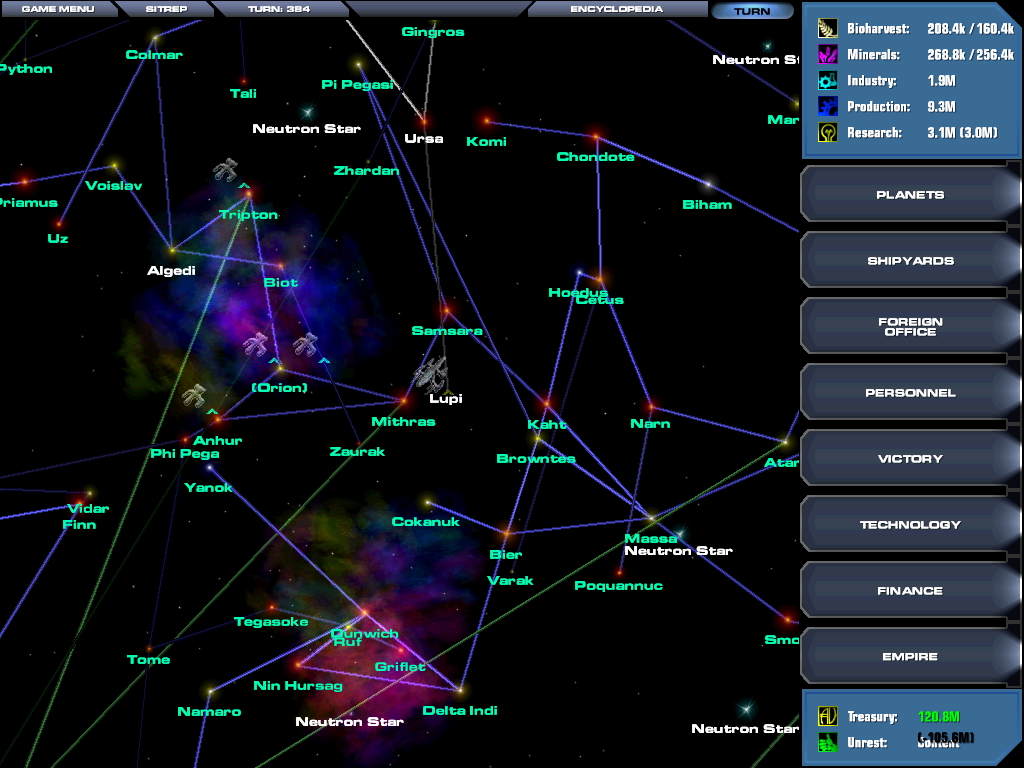 GAME MENU
SITREP
TURN: 384
ENCYCLOPEDIA
TURN
Gingros
Colmar
Neutron St
Python
Pi Pegasi
Tali
Neutron Star
Mar
Ursa
Komi
Chondote
Zhardan
Voislav
Priamus
Biham
Tripton
Uz
Algedi
Biot
Hoedus
Cetus
Samsara
(Orion)
Lupi
Mithras
Kaht
Narn
Anhur
Phi Pega
Zaurak
Browntes
Atar
Yanok
Vidar
Finn
Cokanuk
Massa
Neutron Star
Bier
Varak
Poquannuc
Tegasoke
Dunwich
Ruf
Smo
Tome
Griflet
Nin Hursag
Namaro
Neutron Star
Delta Indi
Neutron Star
Bioharvest: 208.4k / 160.4k
Minerals: 268.8k / 256.4k
Industry: 1.9M
Production: 9.3M
Research: 3.1M (3.0M)
PLANETS
SHIPYARDS
FOREIGN
OFFICE
PERSONNEL
VICTORY
TECHNOLOGY
FINANCE
EMPIRE
Treasury: 120.8M
(-105.6M)
Unrest: Content